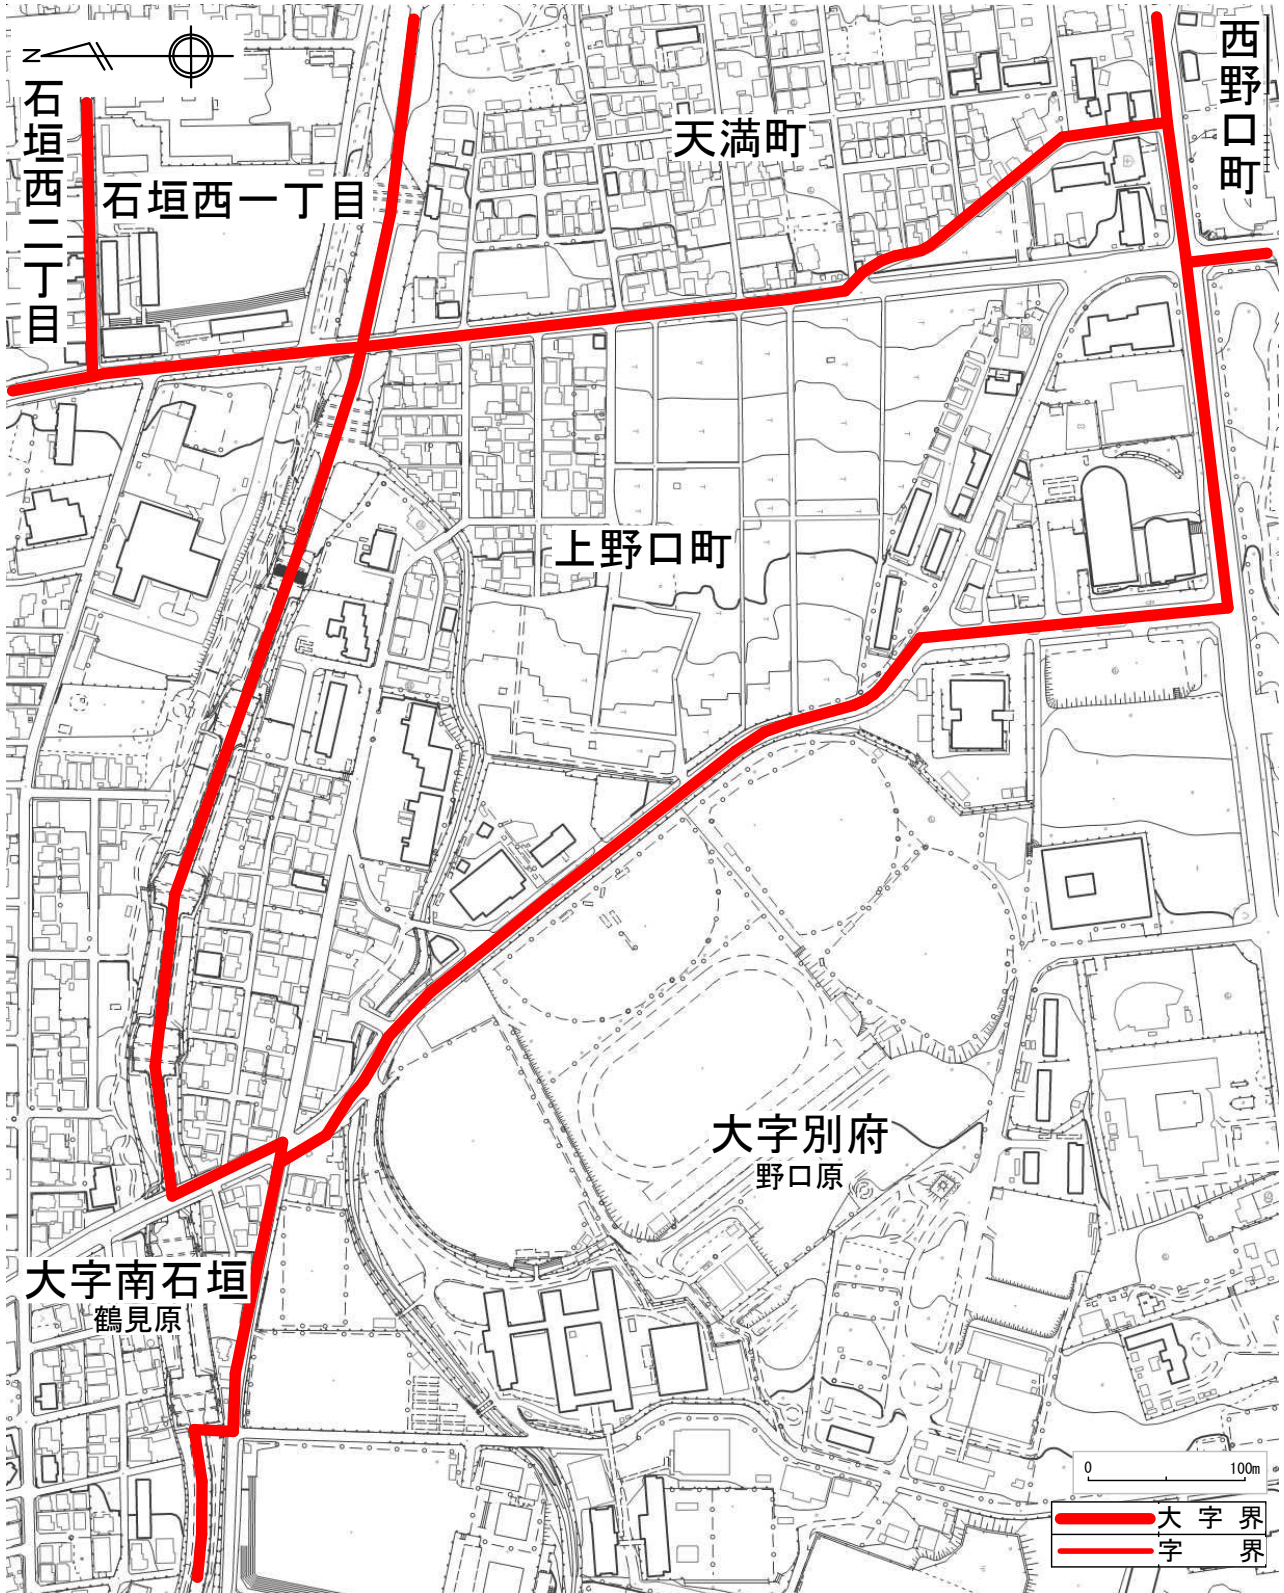 N
石垣西二丁目
石垣西一丁目
天満町
西野口町
上野口町
大字別府
野口原
大字南石垣
鶴見原
0 100m
大字界
字界